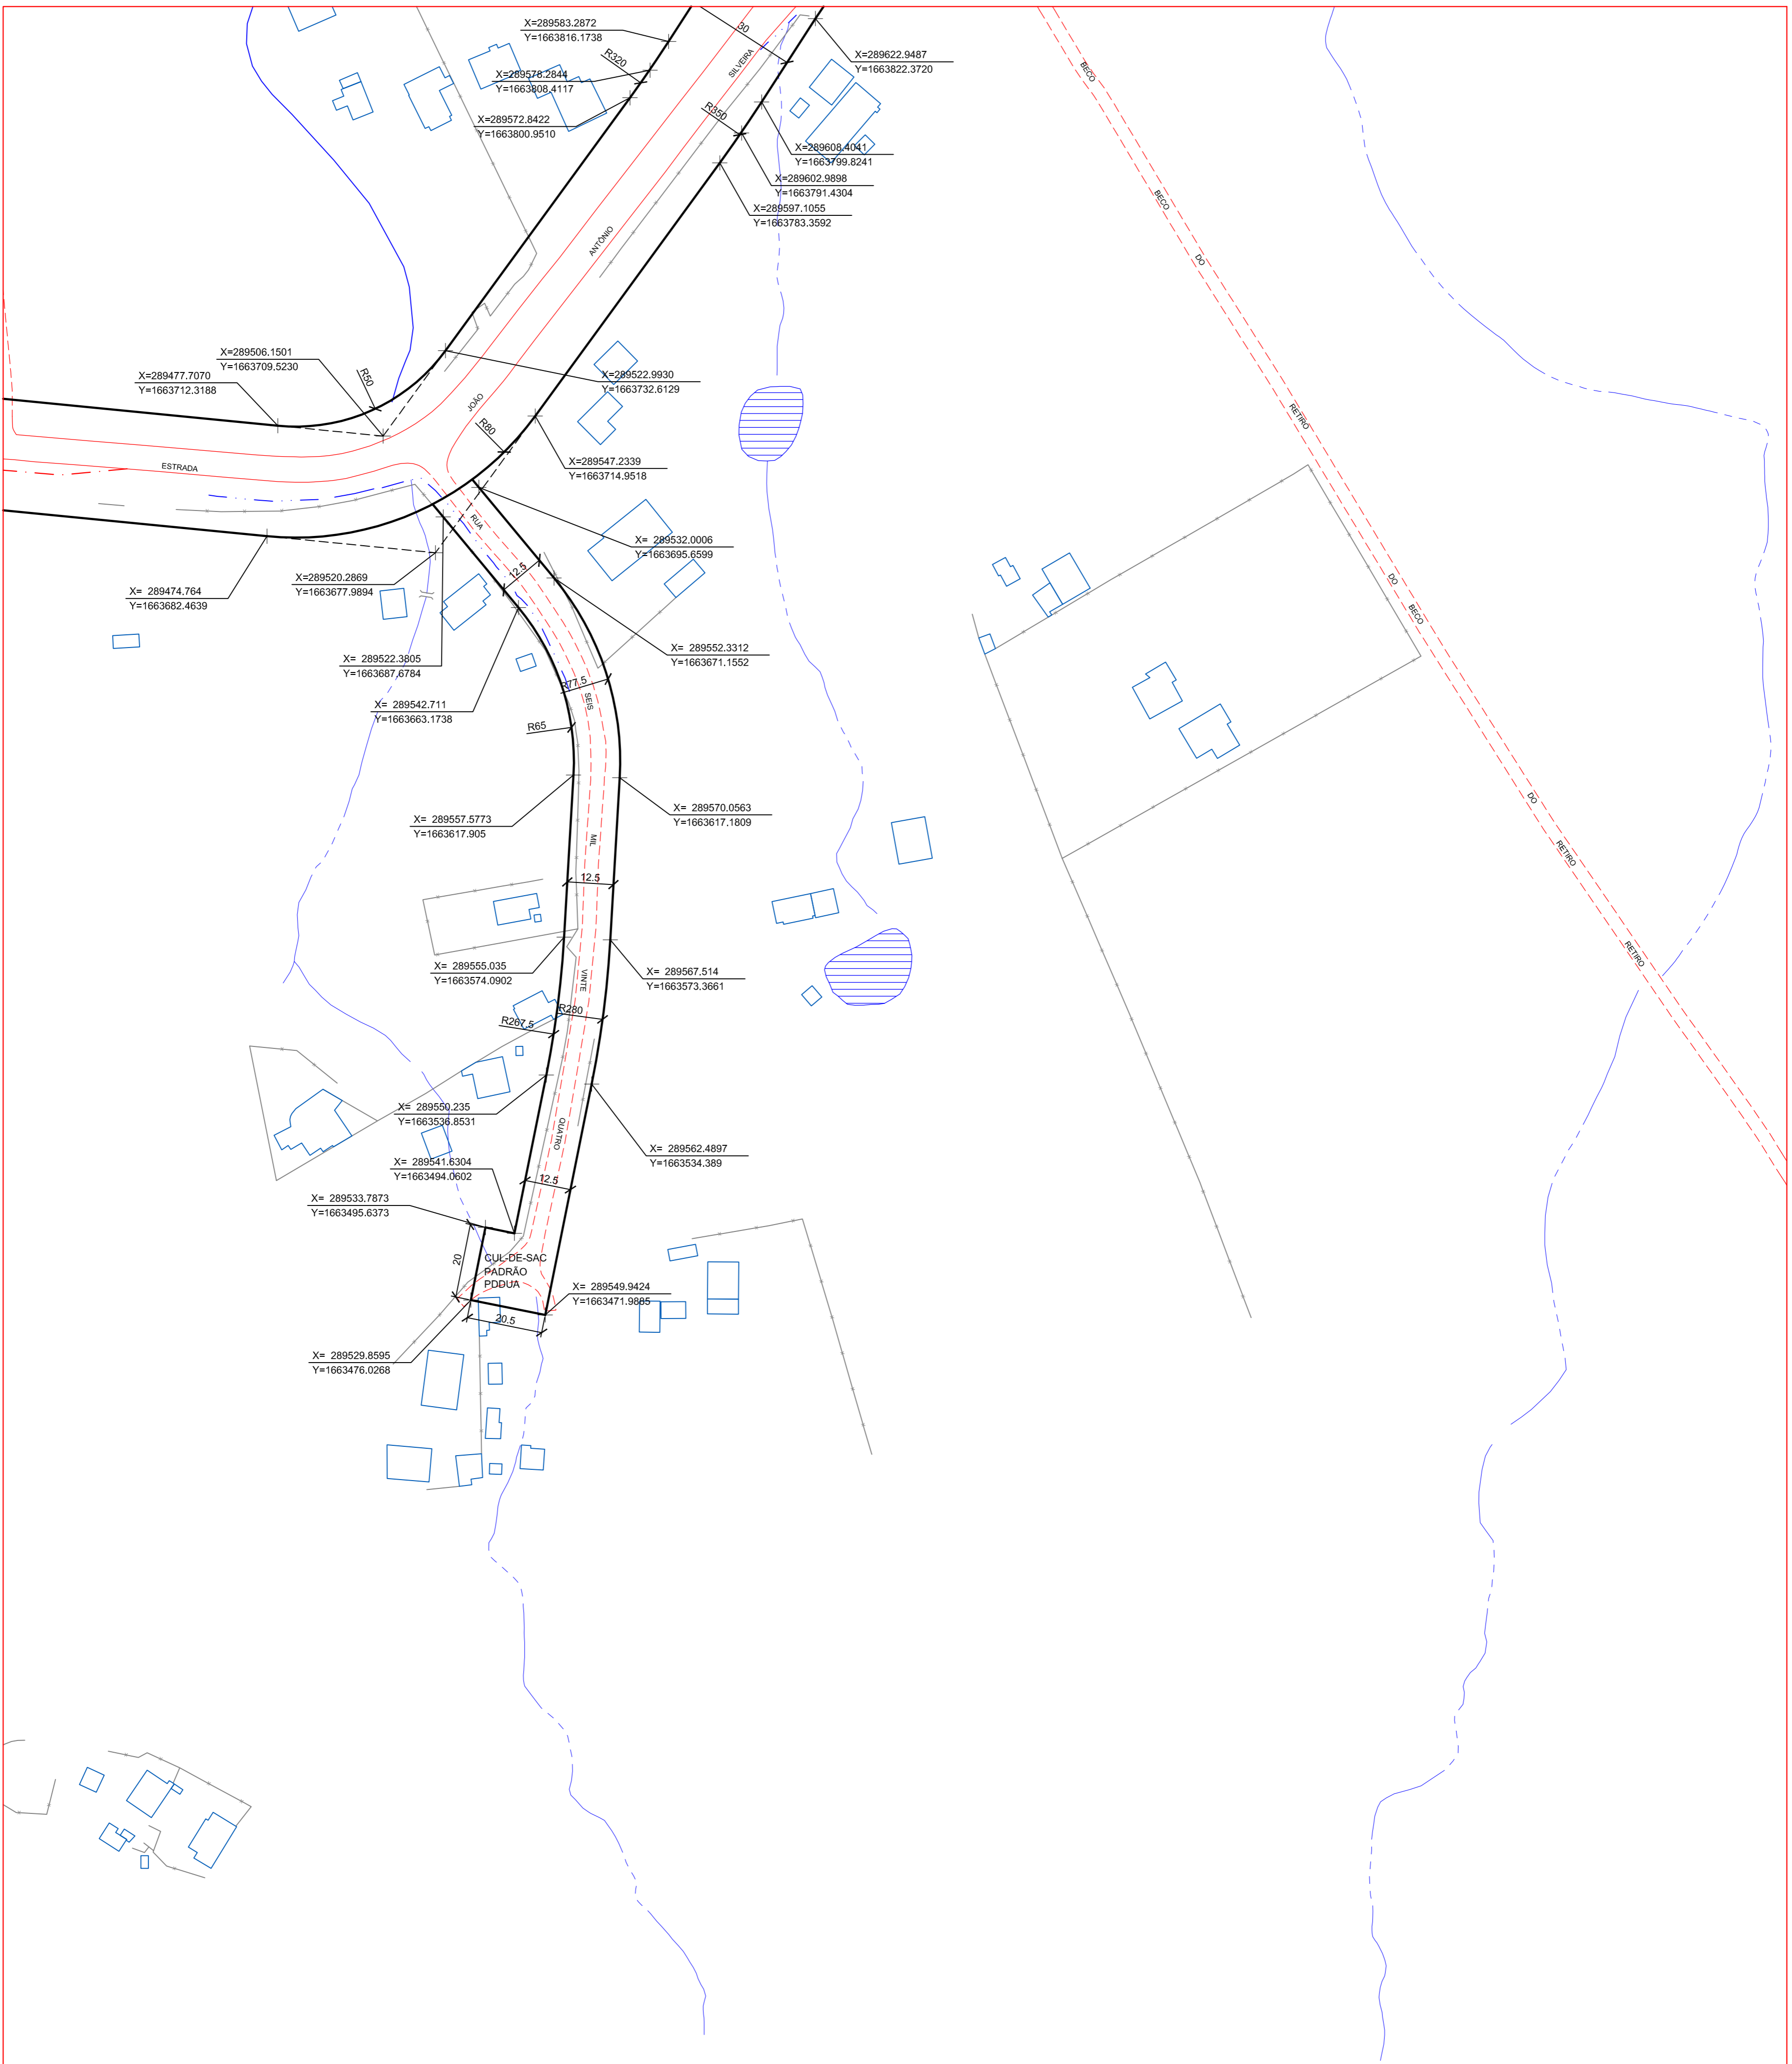 X=289583.2872
Y=1663816.1738
30
SILVEIRA
X=289622.9487
Y=1663822.3720
R320
X=289578.2844
Y=1663808.4117
BECO
R350
X=289572.8422
Y=1663800.9510
X=289608.4041
Y=1663799.8241
X=289602.9898
Y=1663791.4304
X=289597.1055
Y=1663783.3592
BECO
ANTÔNIO
DO
X=289506.1501
Y=1663709.5230
X=289477.7070
Y=1663712.3188
R50
X=289522.9930
Y=1663732.6129
JOÃO
RETIRO
R80
ESTRADA
X=289547.2339
Y=1663714.9518
RUA
X= 289532.0006
Y=1663695.6599
12.5
X=289520.2869
Y=1663677.9894
DO
X= 289474.764
Y=1663682.4639
BECO
X= 289522.3805
Y=1663687.6784
X= 289552.3312
Y=1663671.1552
R77.5
SEIS
X= 289542.711
Y=1663663.1738
R65
DO
X= 289570.0563
Y=1663617.1809
X= 289557.5773
Y=1663617.905
MIL
RETIRO
12.5
RETIRO
X= 289555.035
Y=1663574.0902
X= 289567.514
Y=1663573.3661
VINTE
R280
R267.5
X= 289550.235
Y=1663536.8531
QUATRO
X= 289562.4897
Y=1663534.389
X= 289541.6304
Y=1663494.0602
12.5
X= 289533.7873
Y=1663495.6373
20
CUL-DE-SAC
PADRÃO
PDDUA
X= 289549.9424
Y=1663471.9885
20.5
X= 289529.8595
Y=1663476.0268